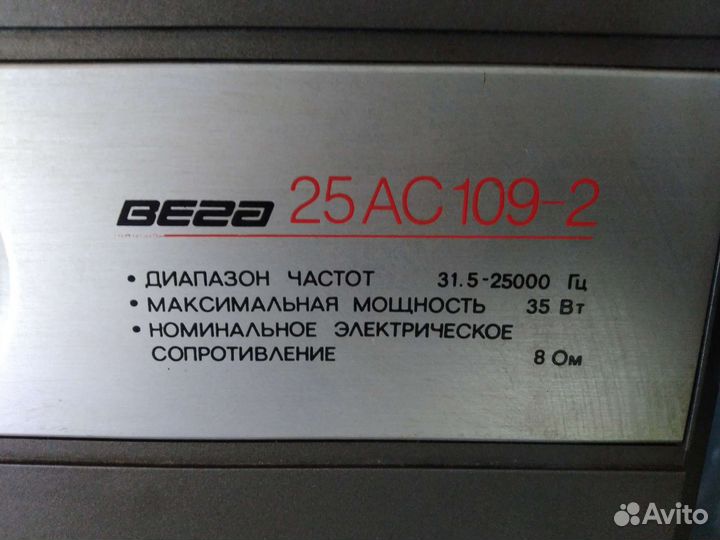 ВЕГА 25АС109-2
• ДИАПАЗОН ЧАСТОТ 31.5-25000 Гц
• МАКСИМАЛЬНАЯ МОЩНОСТЬ 35 Вт
• НОМИНАЛЬНОЕ ЭЛЕКТРИЧЕСКОЕ
СОПРОТИВЛЕНИЕ 8 Ом
Avito